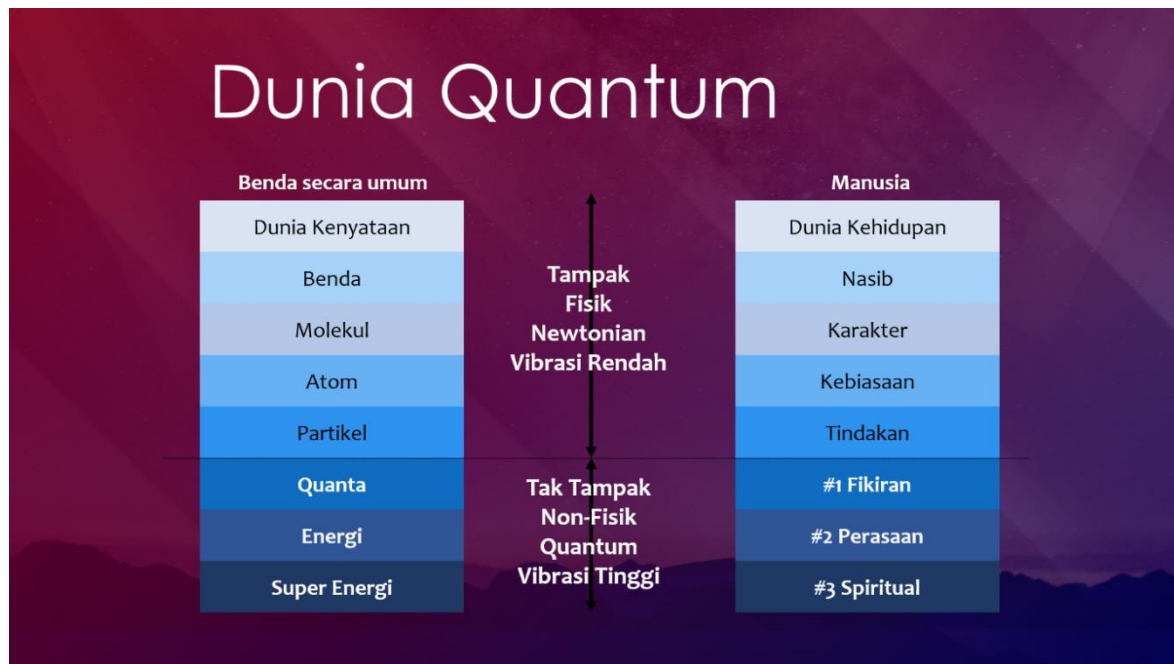 Dunia Quantum
Benda secara umum
Dunia Kenyataan
Benda
Molekul
Atom
Partikel
Quanta
Energi
Super Energi
Tampak
Fisik
Newtonian
Vibrasi Rendah
Tak Tampak
Non-Fisik
Quantum
Vibrasi Tinggi
Manusia
Dunia Kehidupan
Nasib
Karakter
Kebiasaan
Tindakan
#1 Fikiran
#2 Perasaan
#3 Spiritual